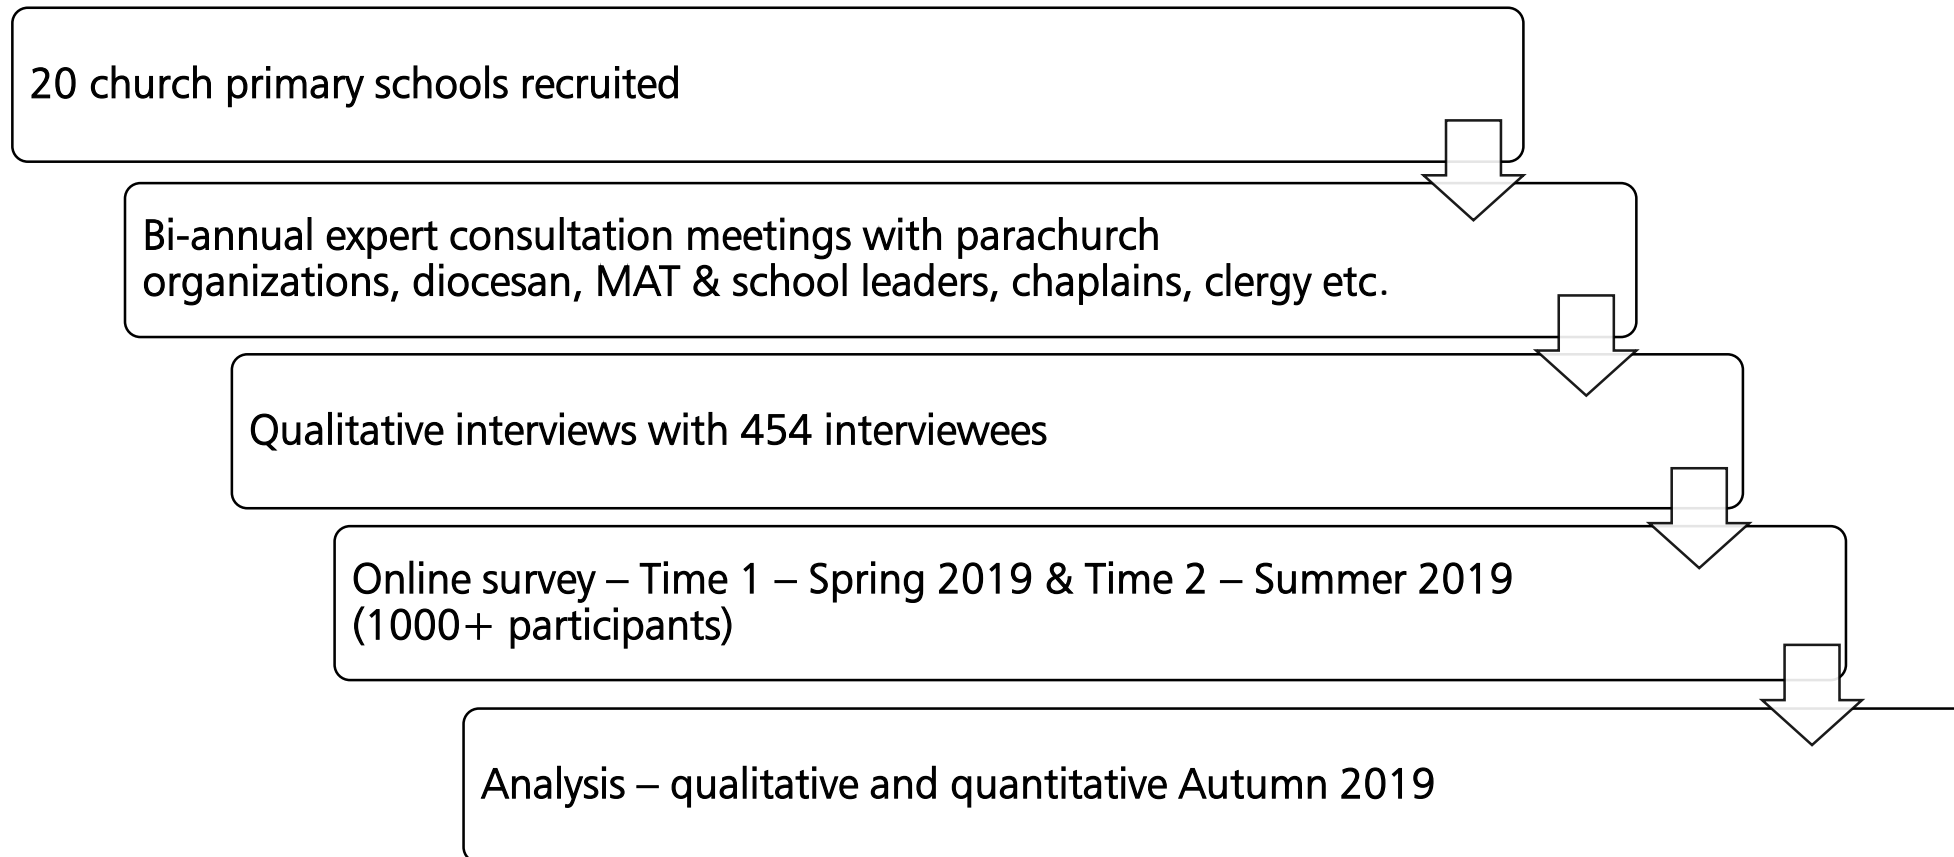 20 church primary schools recruited
Bi-annual expert consultation meetings with parachurch
organizations, diocesan, MAT & school leaders, chaplains, clergy etc.
Qualitative interviews with 454 interviewees
Online survey – Time 1 – Spring 2019 & Time 2 – Summer 2019
(1000+ participants)
Analysis – qualitative and quantitative Autumn 2019